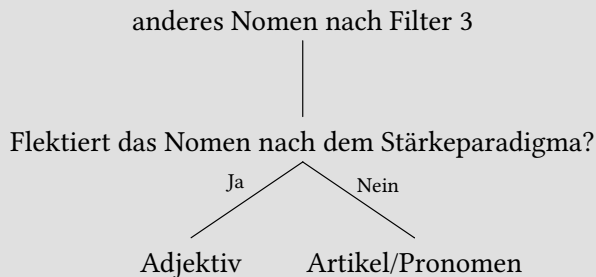 anderes Nomen nach Filter 3
Flektiert das Nomen nach dem Stärkeparadigma?
Ja Nein
Adjektiv Artikel/Pronomen